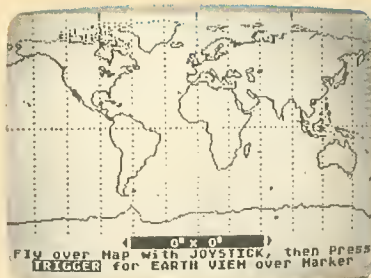 0° x 0°
Fly over Map with JOYSTICK, then Press
TRIGGER for EARTH VIEW over Marker